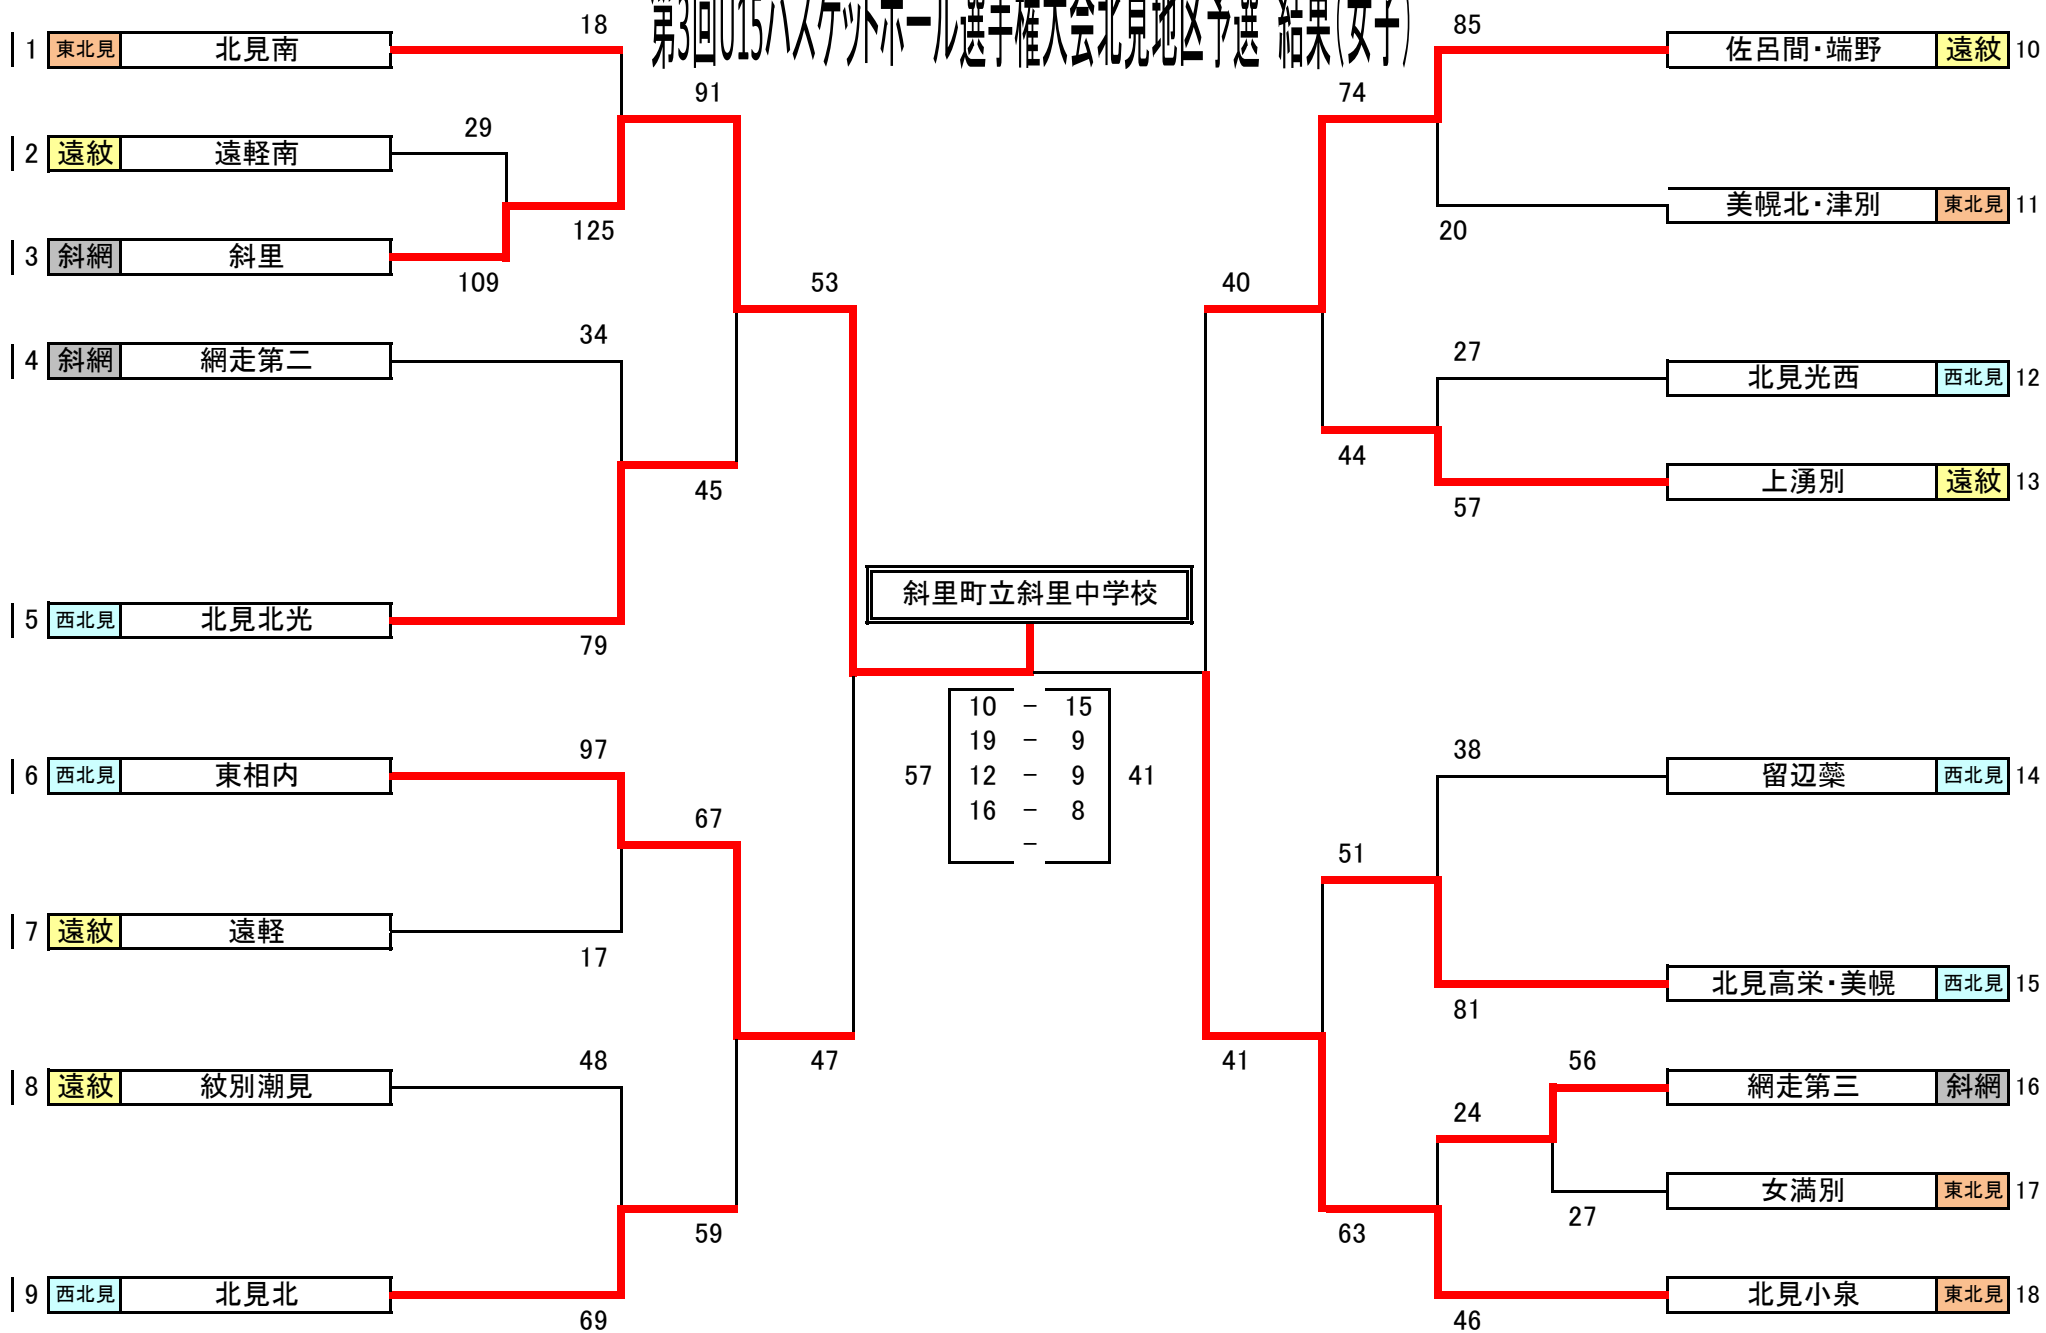 第3回U15バスケットボール選手権大会北見地区予選 結果(女子)
1 東北見 北見南
18
91
2 遠紋 遠軽南
29
125
3 斜網 斜里
109
53
4 斜網 網走第二
34
45
5 西北見 北見北光
79
6 西北見 東相内
97
67
7 遠紋 遠軽
17
47
8 遠紋 紋別潮見
48
59
9 西北見 北見北
69
斜里町立斜里中学校
10 - 15
19 - 9
57 12 - 9 41
16 - 8
-
85
佐呂間・端野 遠紋 10
74
美幌北・津別 東北見 11
20
40
27
北見光西 西北見 12
44
上湧別 遠紋 13
57
38
留辺蘂 西北見 14
51
北見高栄・美幌 西北見 15
81
41
56
網走第三 斜網 16
24
女満別 東北見 17
27
63
北見小泉 東北見 18
46